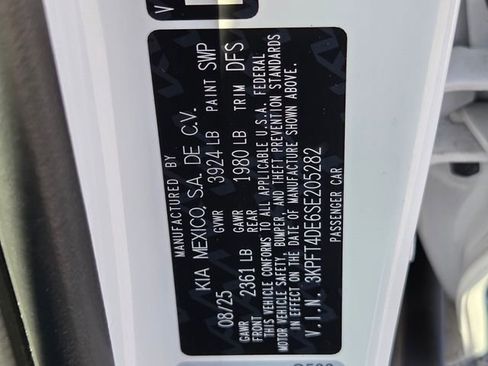 MANUFACTURED BY
KIA MEXICO, S.A. DE C.V.
08/25 GVWR 3924 LB PAINT SWP
GAWR FRONT 2361 LB GAWR REAR 1980 LB TRIM DFS
THIS VEHICLE CONFORMS TO ALL APPLICABLE U.S.A. FEDERAL
MOTOR VEHICLE SAFETY, BUMPER, AND THEFT PREVENTION STANDARDS
IN EFFECT ON THE DATE OF MANUFACTURE SHOWN ABOVE.
V.I.N. 3KPFT4DE6SE205282
PASSENGER CAR